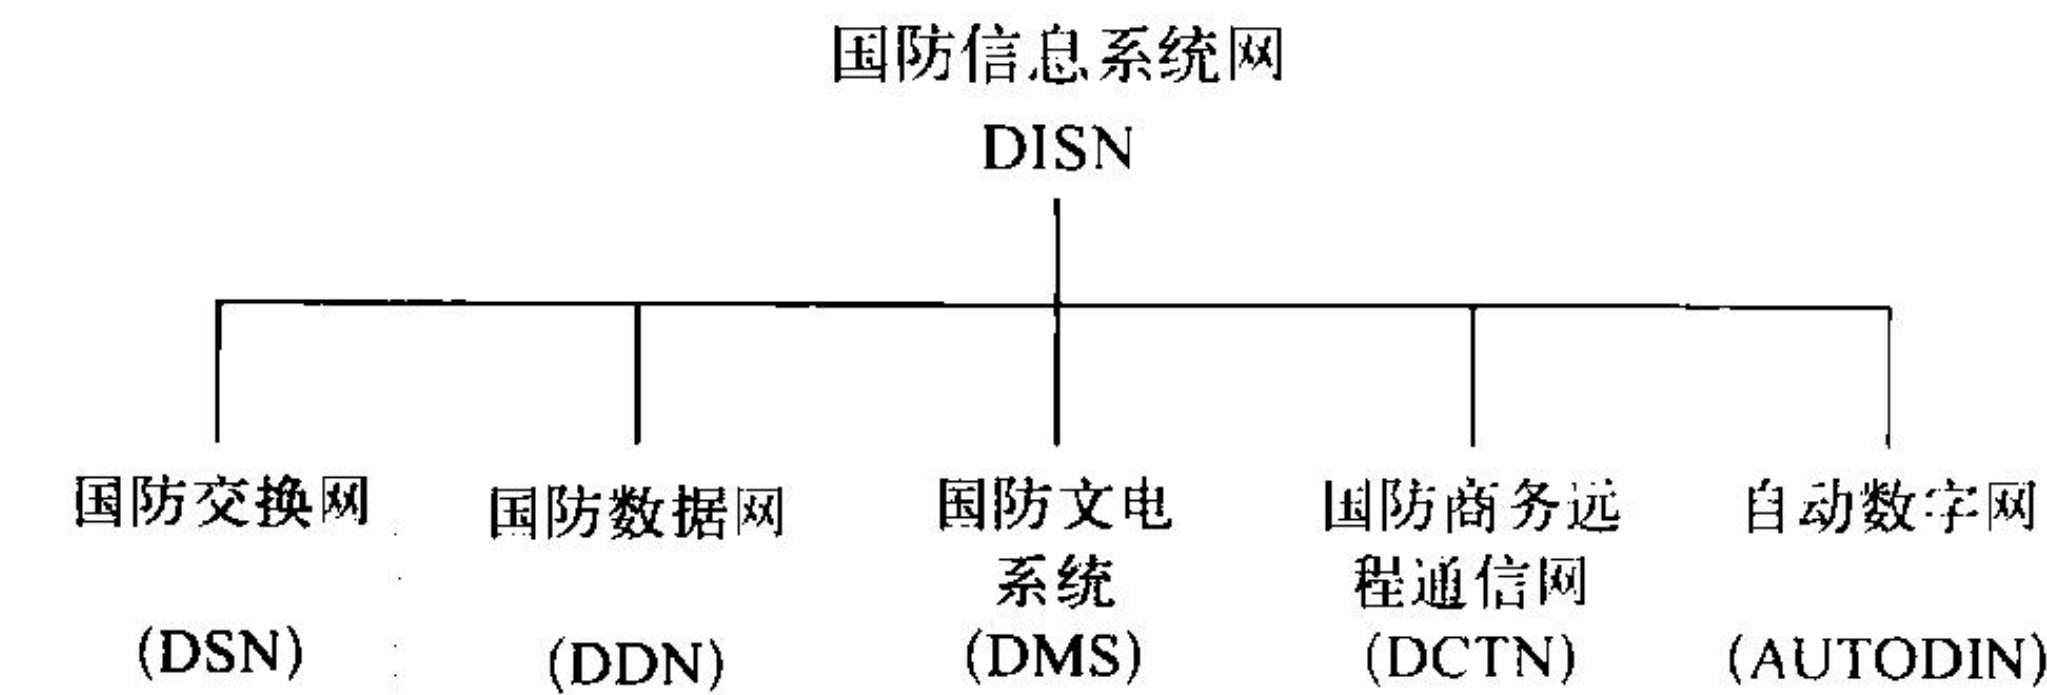 国防信息系统网
DISN
国防交换网
(DSN)
国防数据网
(DDN)
国防文电
系统
(DMS)
国防商务远
程通信网
(DCTN)
自动数字网
(AUTODIN)